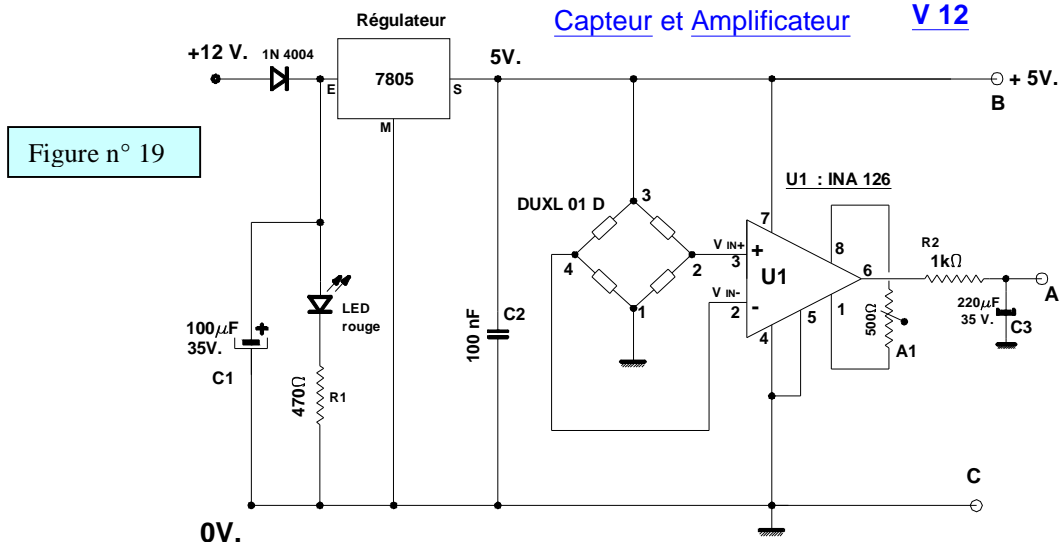 Capteur et Amplificateur
V 12
Régulateur
+12 V.
1N 4004
E
7805
S
M
5V.
+ 5V.
B
Figure n° 19
U1 : INA 126
DUXL 01 D
3
4
2
1
V IN+
3
+
7
U1
V IN-
2
-
4
5
8
6
1
R2
1kΩ
A
500Ω
A1
220µF
35 V.
C3
LED
rouge
100µF
35V.
+
C1
470Ω
R1
100 nF
C2
C
0V.